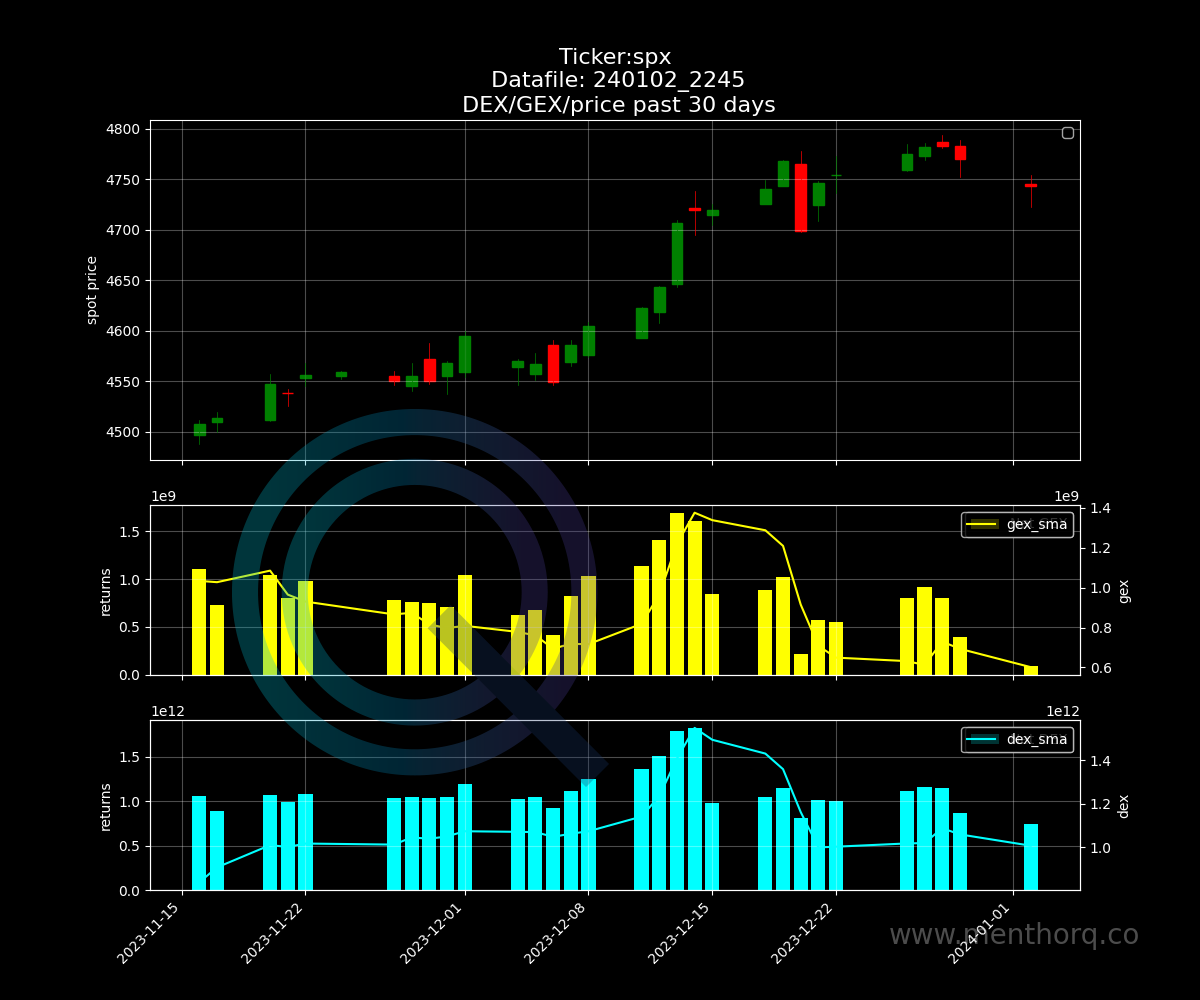 Ticker:spx
Datafile: 240102_2245
DEX/GEX/price past 30 days
4800
4750
4700
4650
4600
4550
4500
spot price
1e9
1e9
gex_sma
1.5
1.0
0.5
0.0
returns
1.4
1.2
1.0
0.8
0.6
gex
1e12
1e12
dex_sma
1.5
1.0
0.5
0.0
returns
1.4
1.2
1.0
dex
2023-11-15
2023-11-22
2023-12-01
2023-12-08
2023-12-15
2023-12-22
2024-01-01
www.menthorq.co